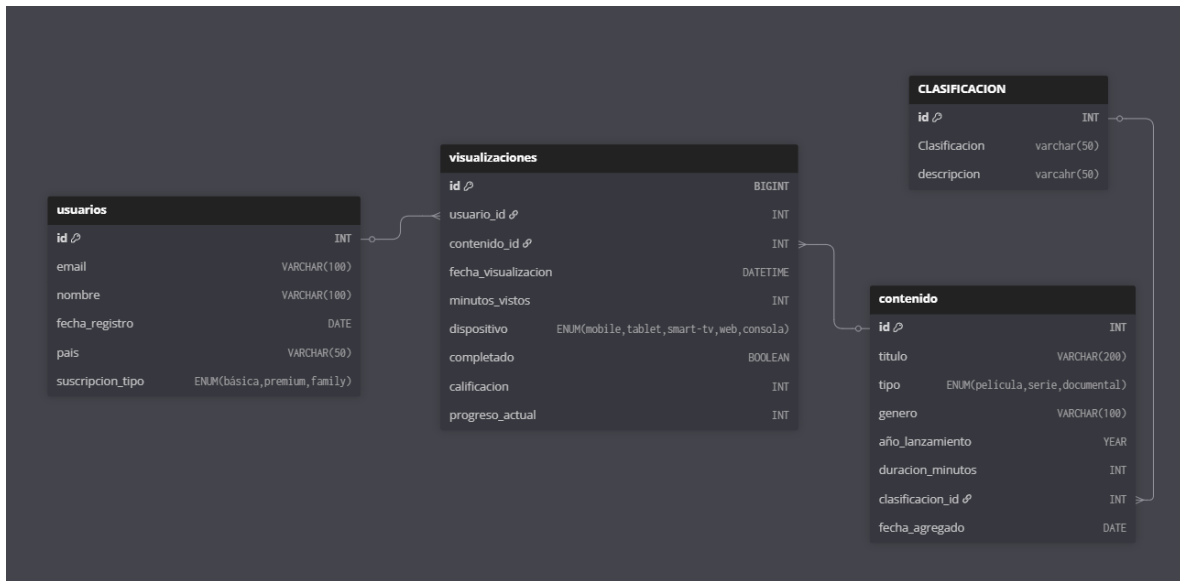 usuarios
id INT
email VARCHAR(100)
nombre VARCHAR(100)
fecha_registro DATE
pais VARCHAR(50)
suscripcion_tipo ENUM(básica,premium,family)
visualizaciones
id BIGINT
usuario_id INT
contenido_id INT
fecha_visualizacion DATETIME
minutos_vistos INT
dispositivo ENUM(mobile,tablet,smart-tv,web,consola)
completado BOOLEAN
calificacion INT
progreso_actual INT
CLASIFICACION
id INT
Clasificacion varchar(50)
descripcion varcahr(50)
contenido
id INT
titulo VARCHAR(200)
tipo ENUM(pelicula,serie,documental)
genero VARCHAR(100)
año_lanzamiento YEAR
duracion_minutos INT
clasificacion_id INT
fecha_agregado DATE